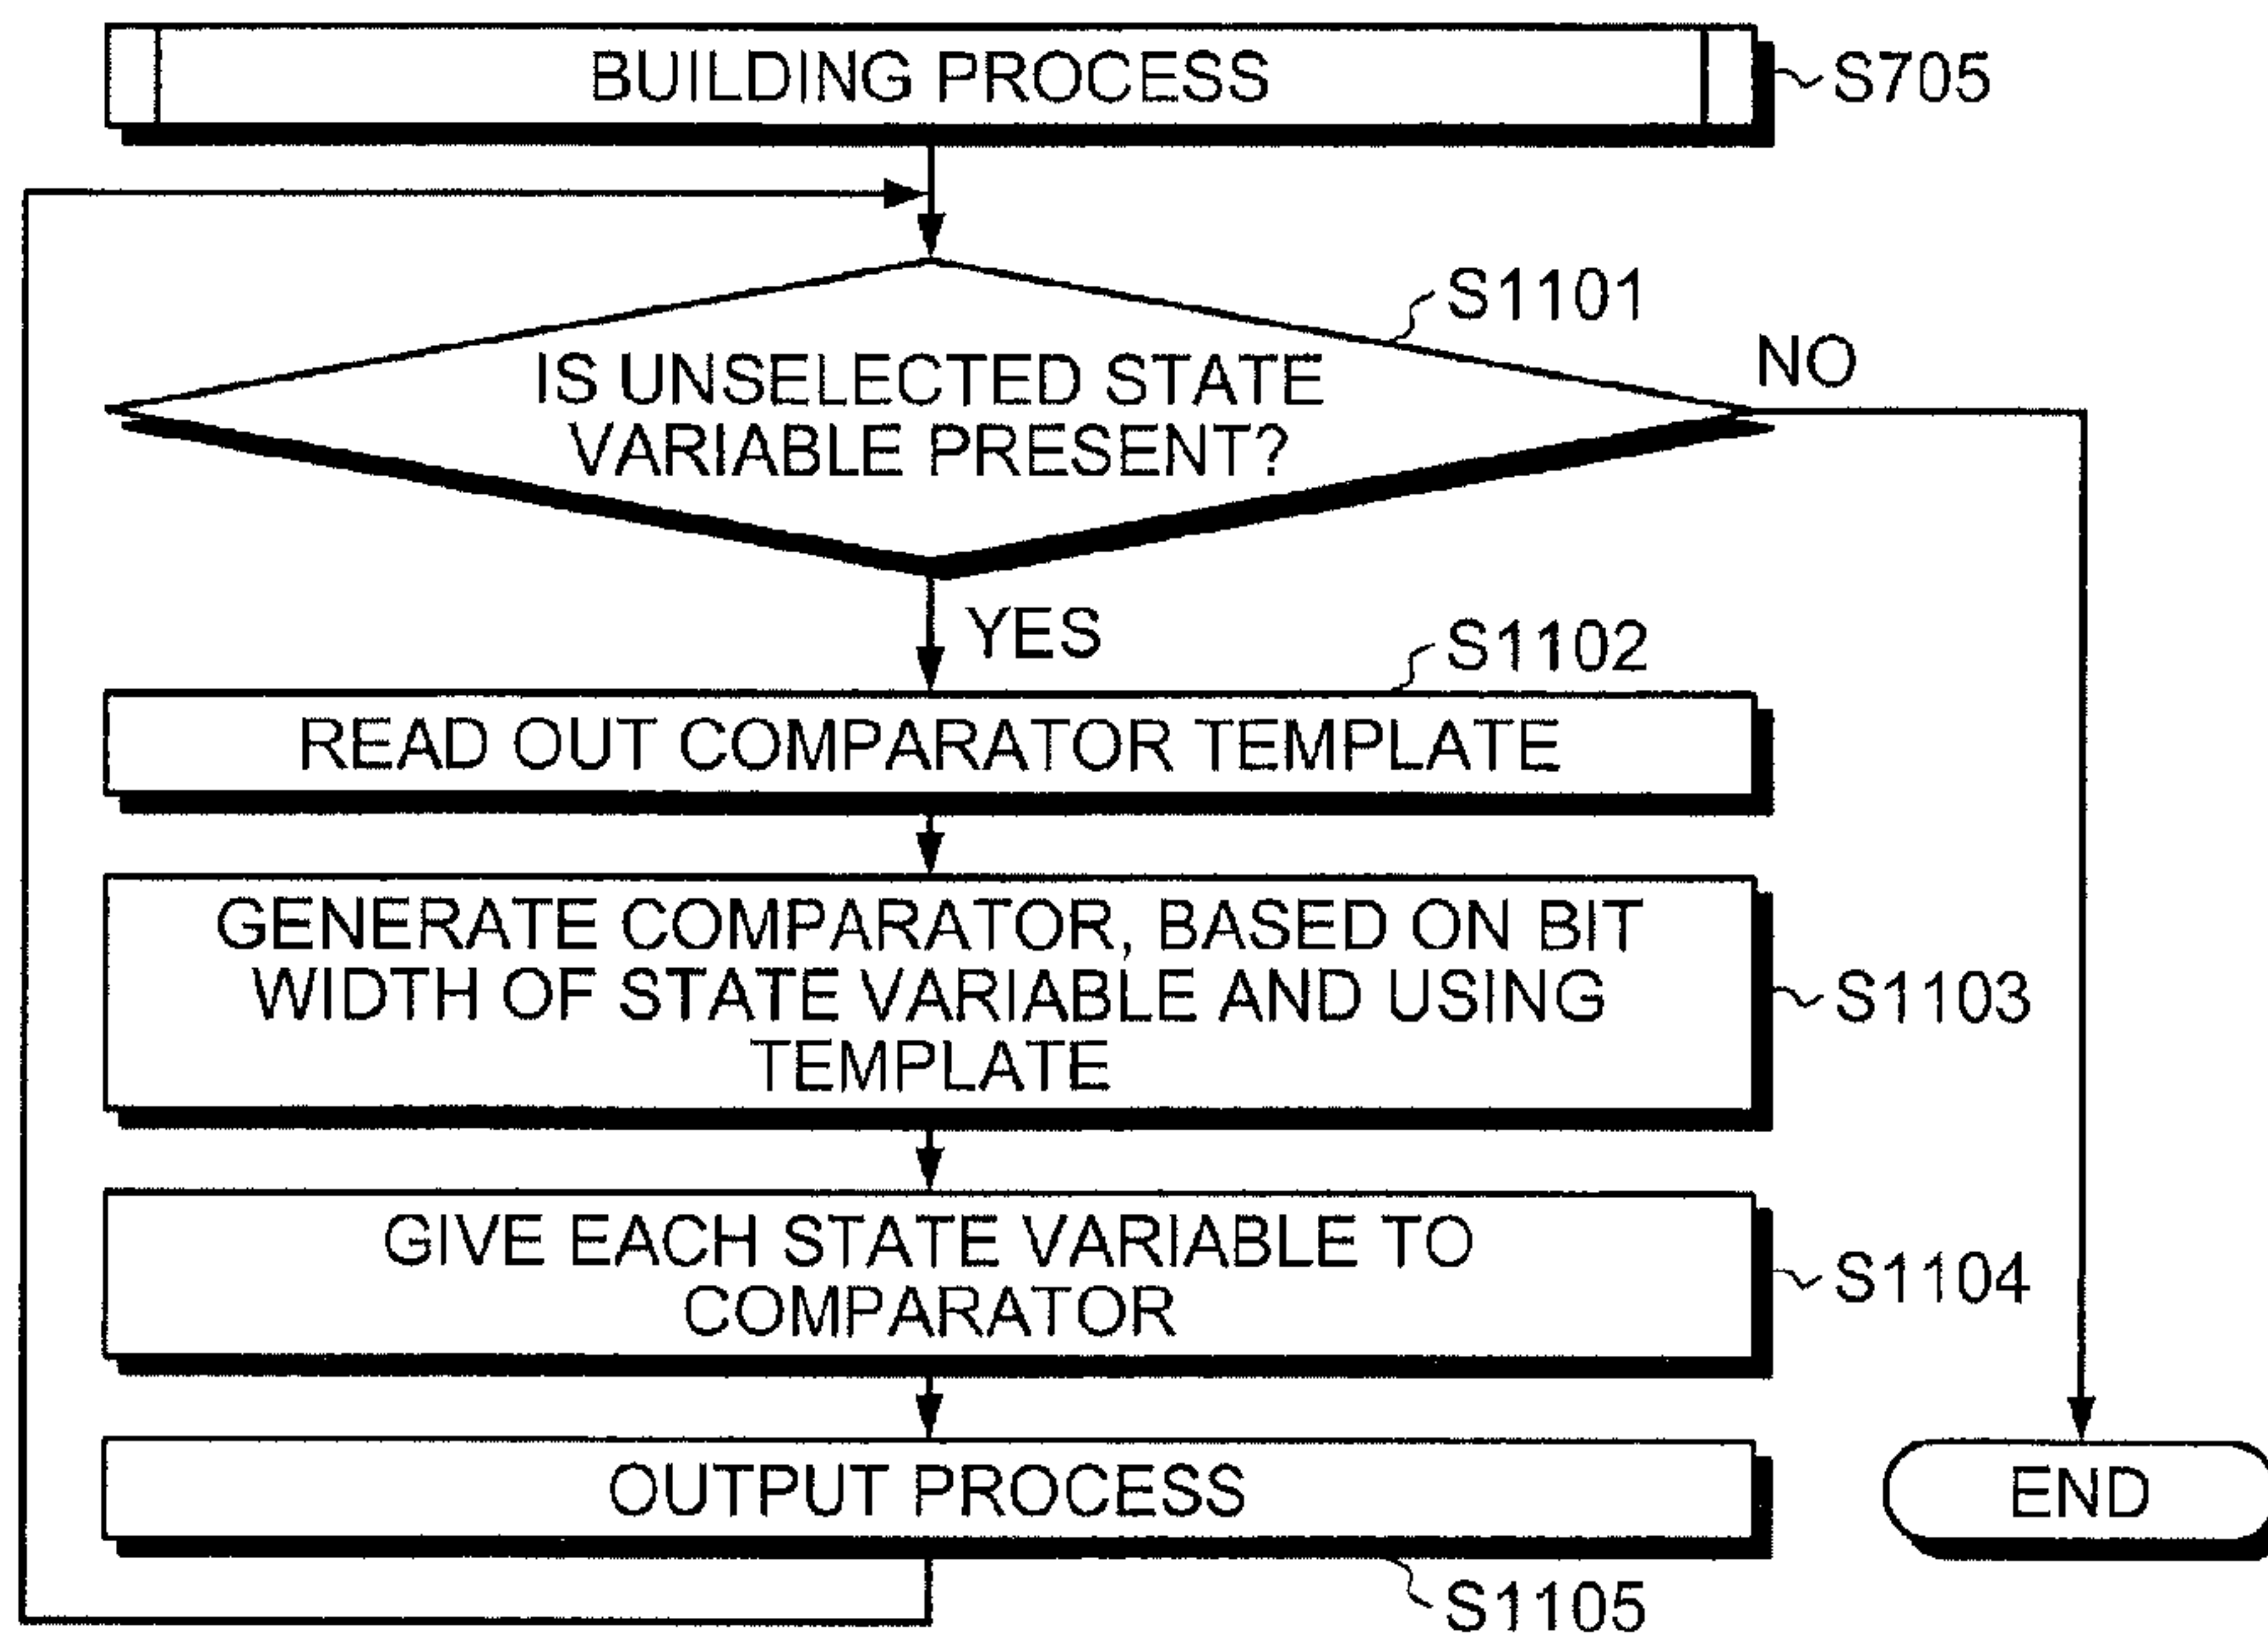 BUILDING PROCESS
S705
S1101
IS UNSELECTED STATE
VARIABLE PRESENT?
NO
YES
S1102
READ OUT COMPARATOR TEMPLATE
GENERATE COMPARATOR, BASED ON BIT
WIDTH OF STATE VARIABLE AND USING
TEMPLATE
S1103
GIVE EACH STATE VARIABLE TO
COMPARATOR
S1104
OUTPUT PROCESS
END
S1105